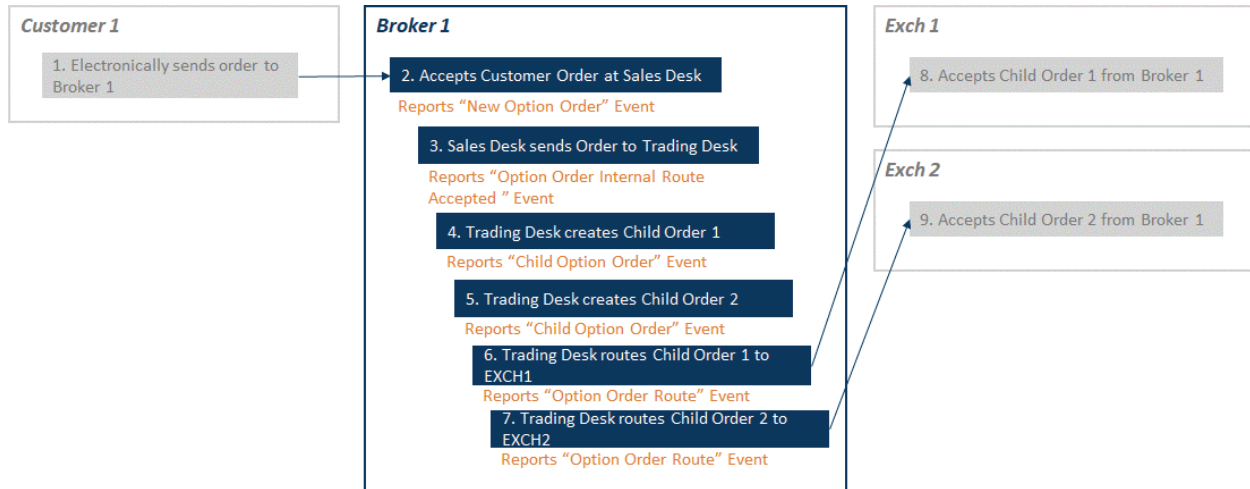 Customer 1
1. Electronically sends order to
Broker 1
Broker 1
2. Accepts Customer Order at Sales Desk
Reports “New Option Order” Event
3. Sales Desk sends Order to Trading Desk
Reports “Option Order Internal Route
Accepted ” Event
4. Trading Desk creates Child Order 1
Reports “Child Option Order” Event
5. Trading Desk creates Child Order 2
Reports “Child Option Order” Event
6. Trading Desk routes Child Order 1 to
EXCH1
Reports “Option Order Route” Event
7. Trading Desk routes Child Order 2 to
EXCH2
Reports “Option Order Route” Event
Exch 1
8. Accepts Child Order 1 from Broker 1
Exch 2
9. Accepts Child Order 2 from Broker 1